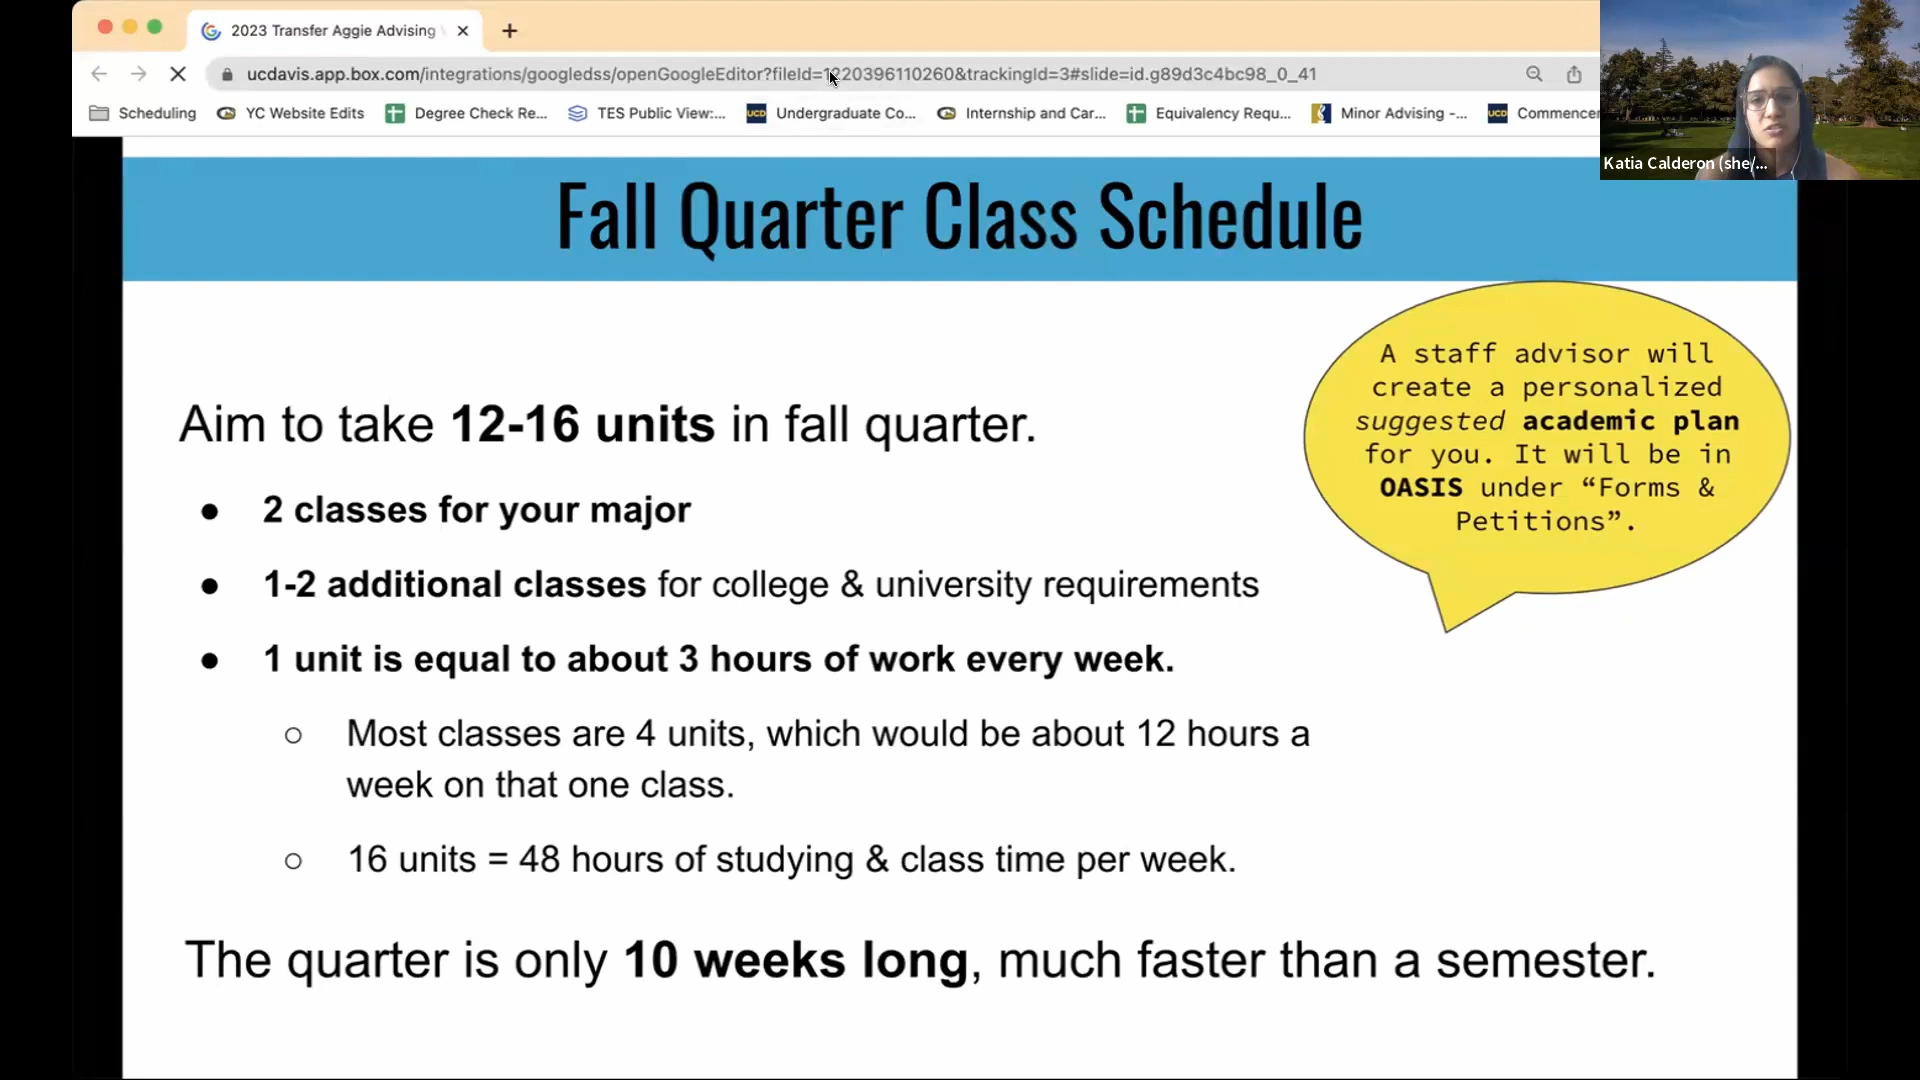 2023 Transfer Aggie Advising
ucdavis.app.box.com/integrations/googledss/openGoogleEditor?fileId=1220396110260&trackingId=3#slide=id.g89d3c4bc98_0_41
Scheduling YC Website Edits Degree Check Re... TES Public View:... UCD Undergraduate Co... Internship and Car... Equivalency Requ... Minor Advising -... UCD Commencer
Katia Calderon (she/...
Fall Quarter Class Schedule
A staff advisor will
create a personalized
suggested academic plan
for you. It will be in
OASIS under “Forms &
Petitions”.
Aim to take 12-16 units in fall quarter.
● 2 classes for your major
● 1-2 additional classes for college & university requirements
● 1 unit is equal to about 3 hours of work every week.
○ Most classes are 4 units, which would be about 12 hours a
week on that one class.
○ 16 units = 48 hours of studying & class time per week.
The quarter is only 10 weeks long, much faster than a semester.